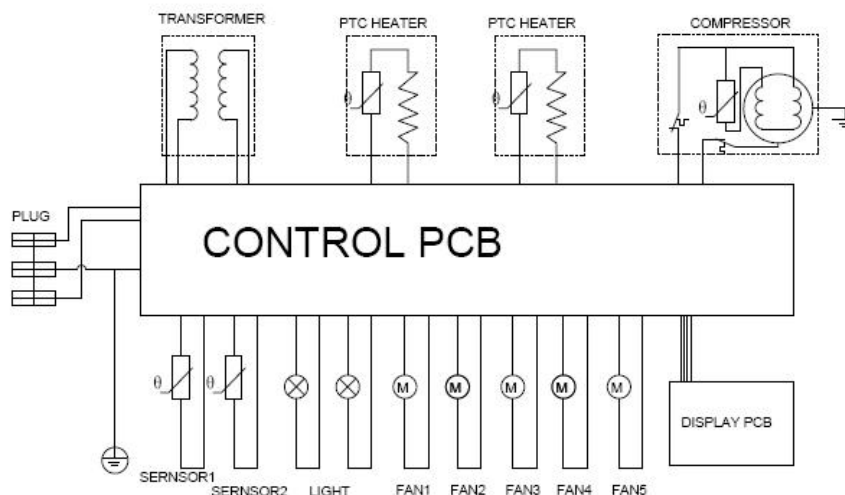 TRANSFORMER
PTC HEATER
PTC HEATER
COMPRESSOR
θ
θ
θ
PLUG
CONTROL PCB
θ
θ
M
M
M
M
M
DISPLAY PCB
SERNSOR1
SERNSOR2
LIGHT
FAN1
FAN2
FAN3
FAN4
FAN5